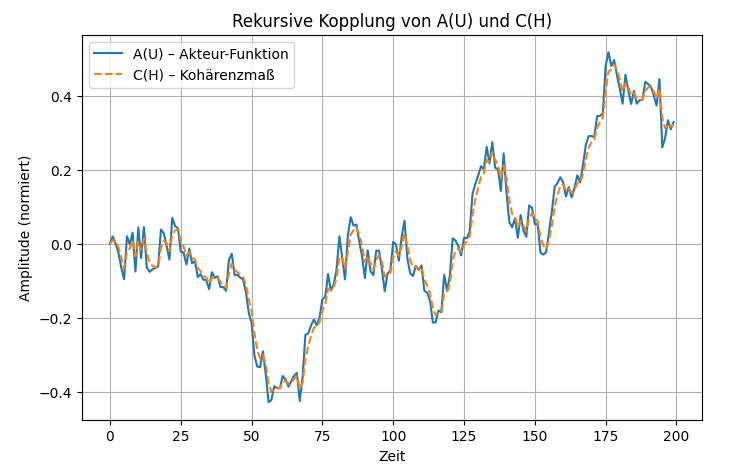 Rekursive Kopplung von A(U) und C(H)
A(U) – Akteur-Funktion
C(H) – Kohärenzmaß
Amplitude (normiert)
0.4
0.2
0.0
−0.2
−0.4
0 25 50 75 100 125 150 175 200
Zeit